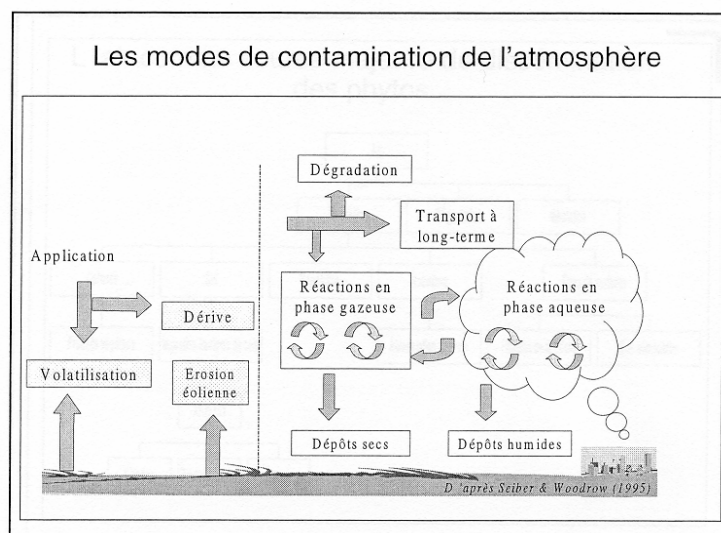 Les modes de contamination de l'atmosphère
Dégradation
Transport à
long-terme
Application
Dérive
Réactions en
phase gazeuse
Réactions en
phase aqueuse
Volatilisation
Erosion
éolienne
Dépôts secs
Dépôts humides
D 'après Seiber & Woodrow (1995)